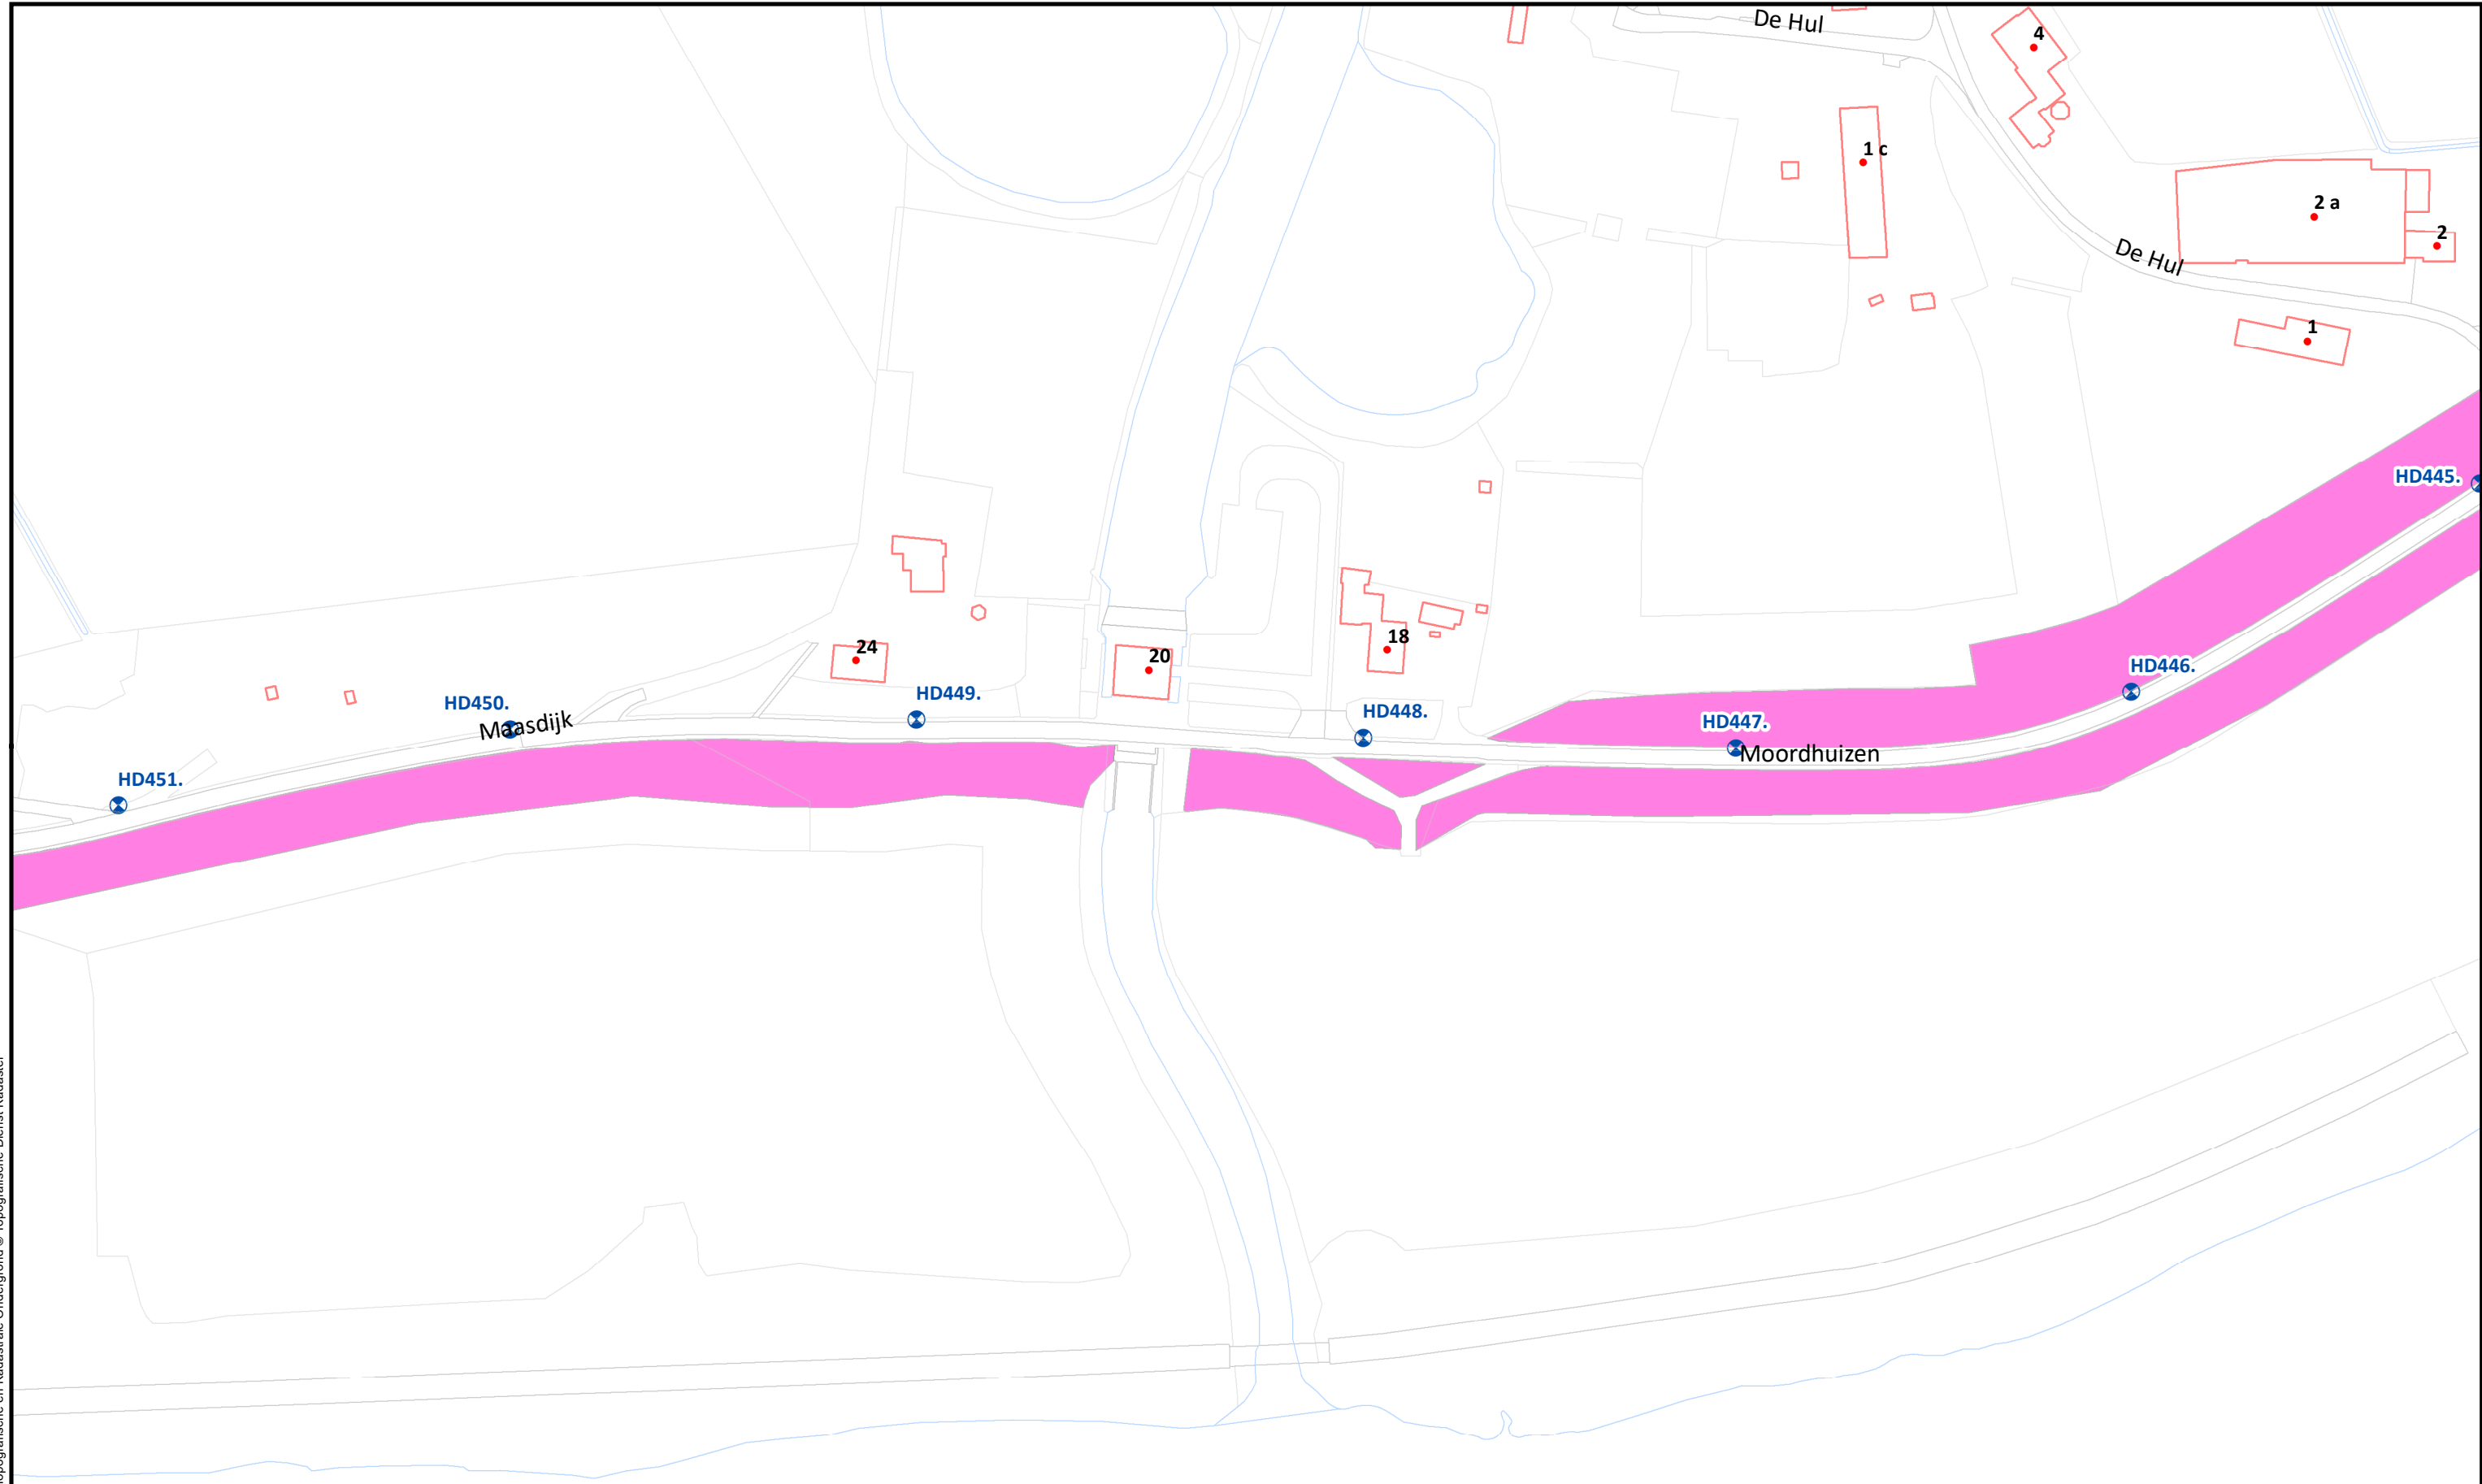 De Hul
4
1 c
2 a
2
De Hul
1
HD445.
18
24
20
HD446.
HD449.
HD450.
HD448.
HD447.
Maasdijk
Moordhuizen
HD451.